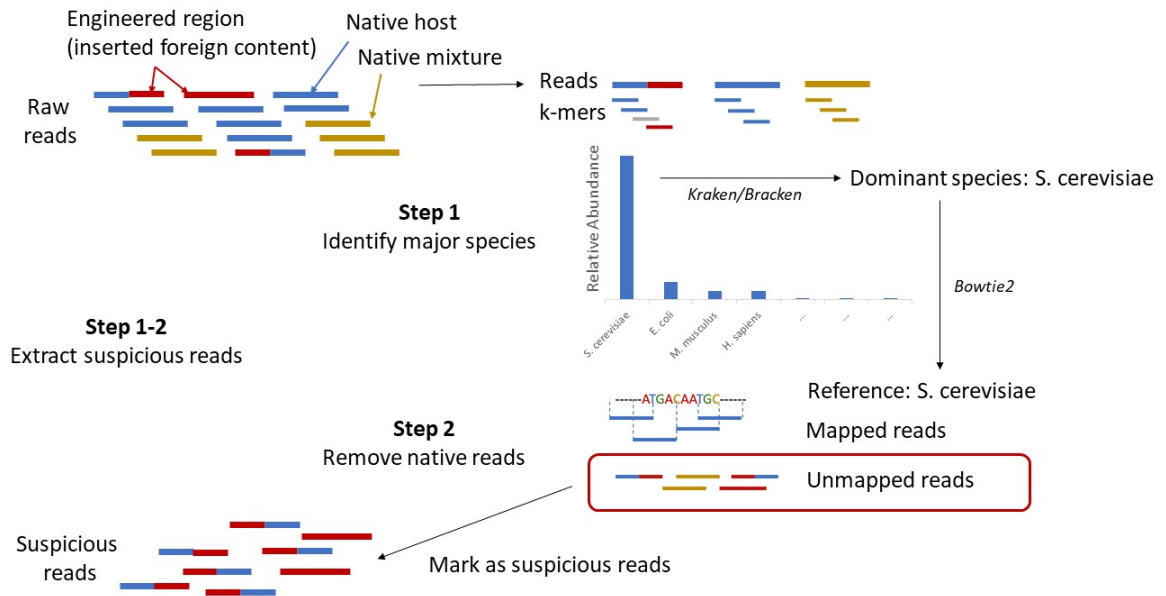 Engineered region
(inserted foreign content)
Native host
Native mixture
Raw
reads
Reads
k-mers
Relative Abundance
S. cerevisiae
E. coli
M. musculus
H. sapiens
...
...
...
Kraken/Bracken
Dominant species: S. cerevisiae
Step 1
Identify major species
Bowtie2
Step 1-2
Extract suspicious reads
Reference: S. cerevisiae
------ATGACAATGC------
Mapped reads
Step 2
Remove native reads
Unmapped reads
Suspicious
reads
Mark as suspicious reads